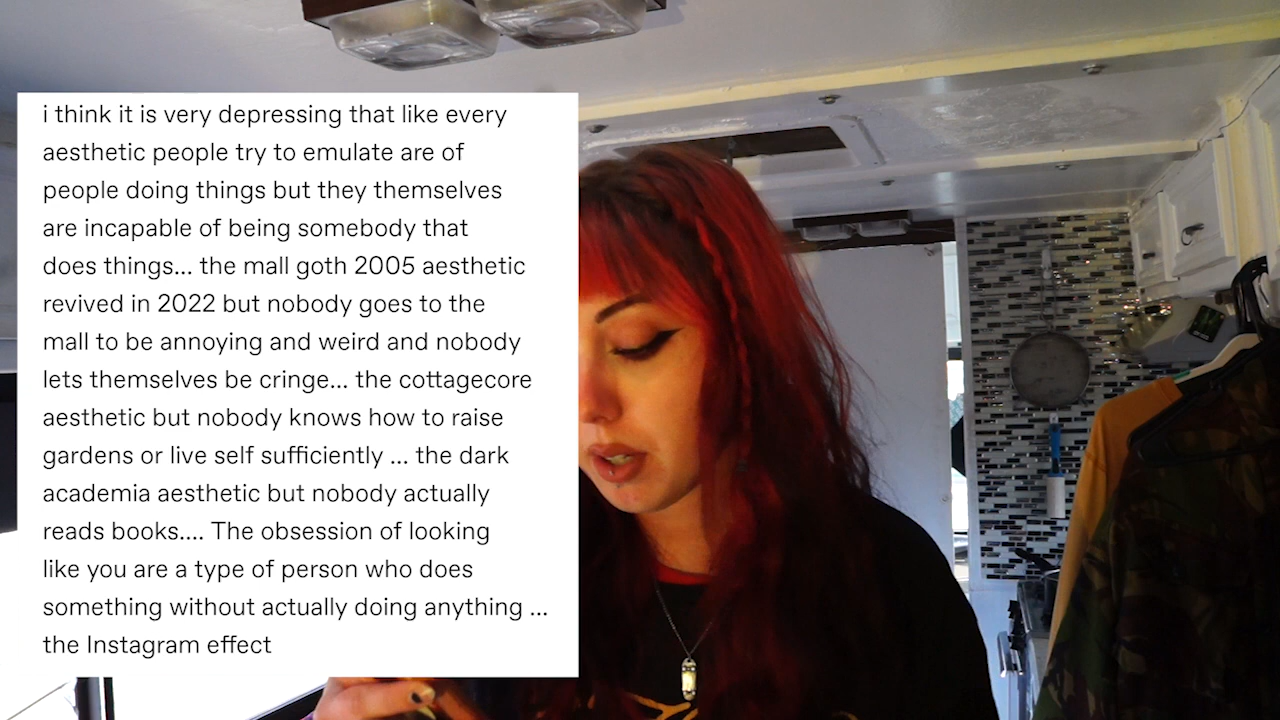 i think it is very depressing that like every
aesthetic people try to emulate are of
people doing things but they themselves
are incapable of being somebody that
does things... the mall goth 2005 aesthetic
revived in 2022 but nobody goes to the
mall to be annoying and weird and nobody
lets themselves be cringe... the cottagecore
aesthetic but nobody knows how to raise
gardens or live self sufficiently ... the dark
academia aesthetic but nobody actually
reads books.... The obsession of looking
like you are a type of person who does
something without actually doing anything ...
the Instagram effect